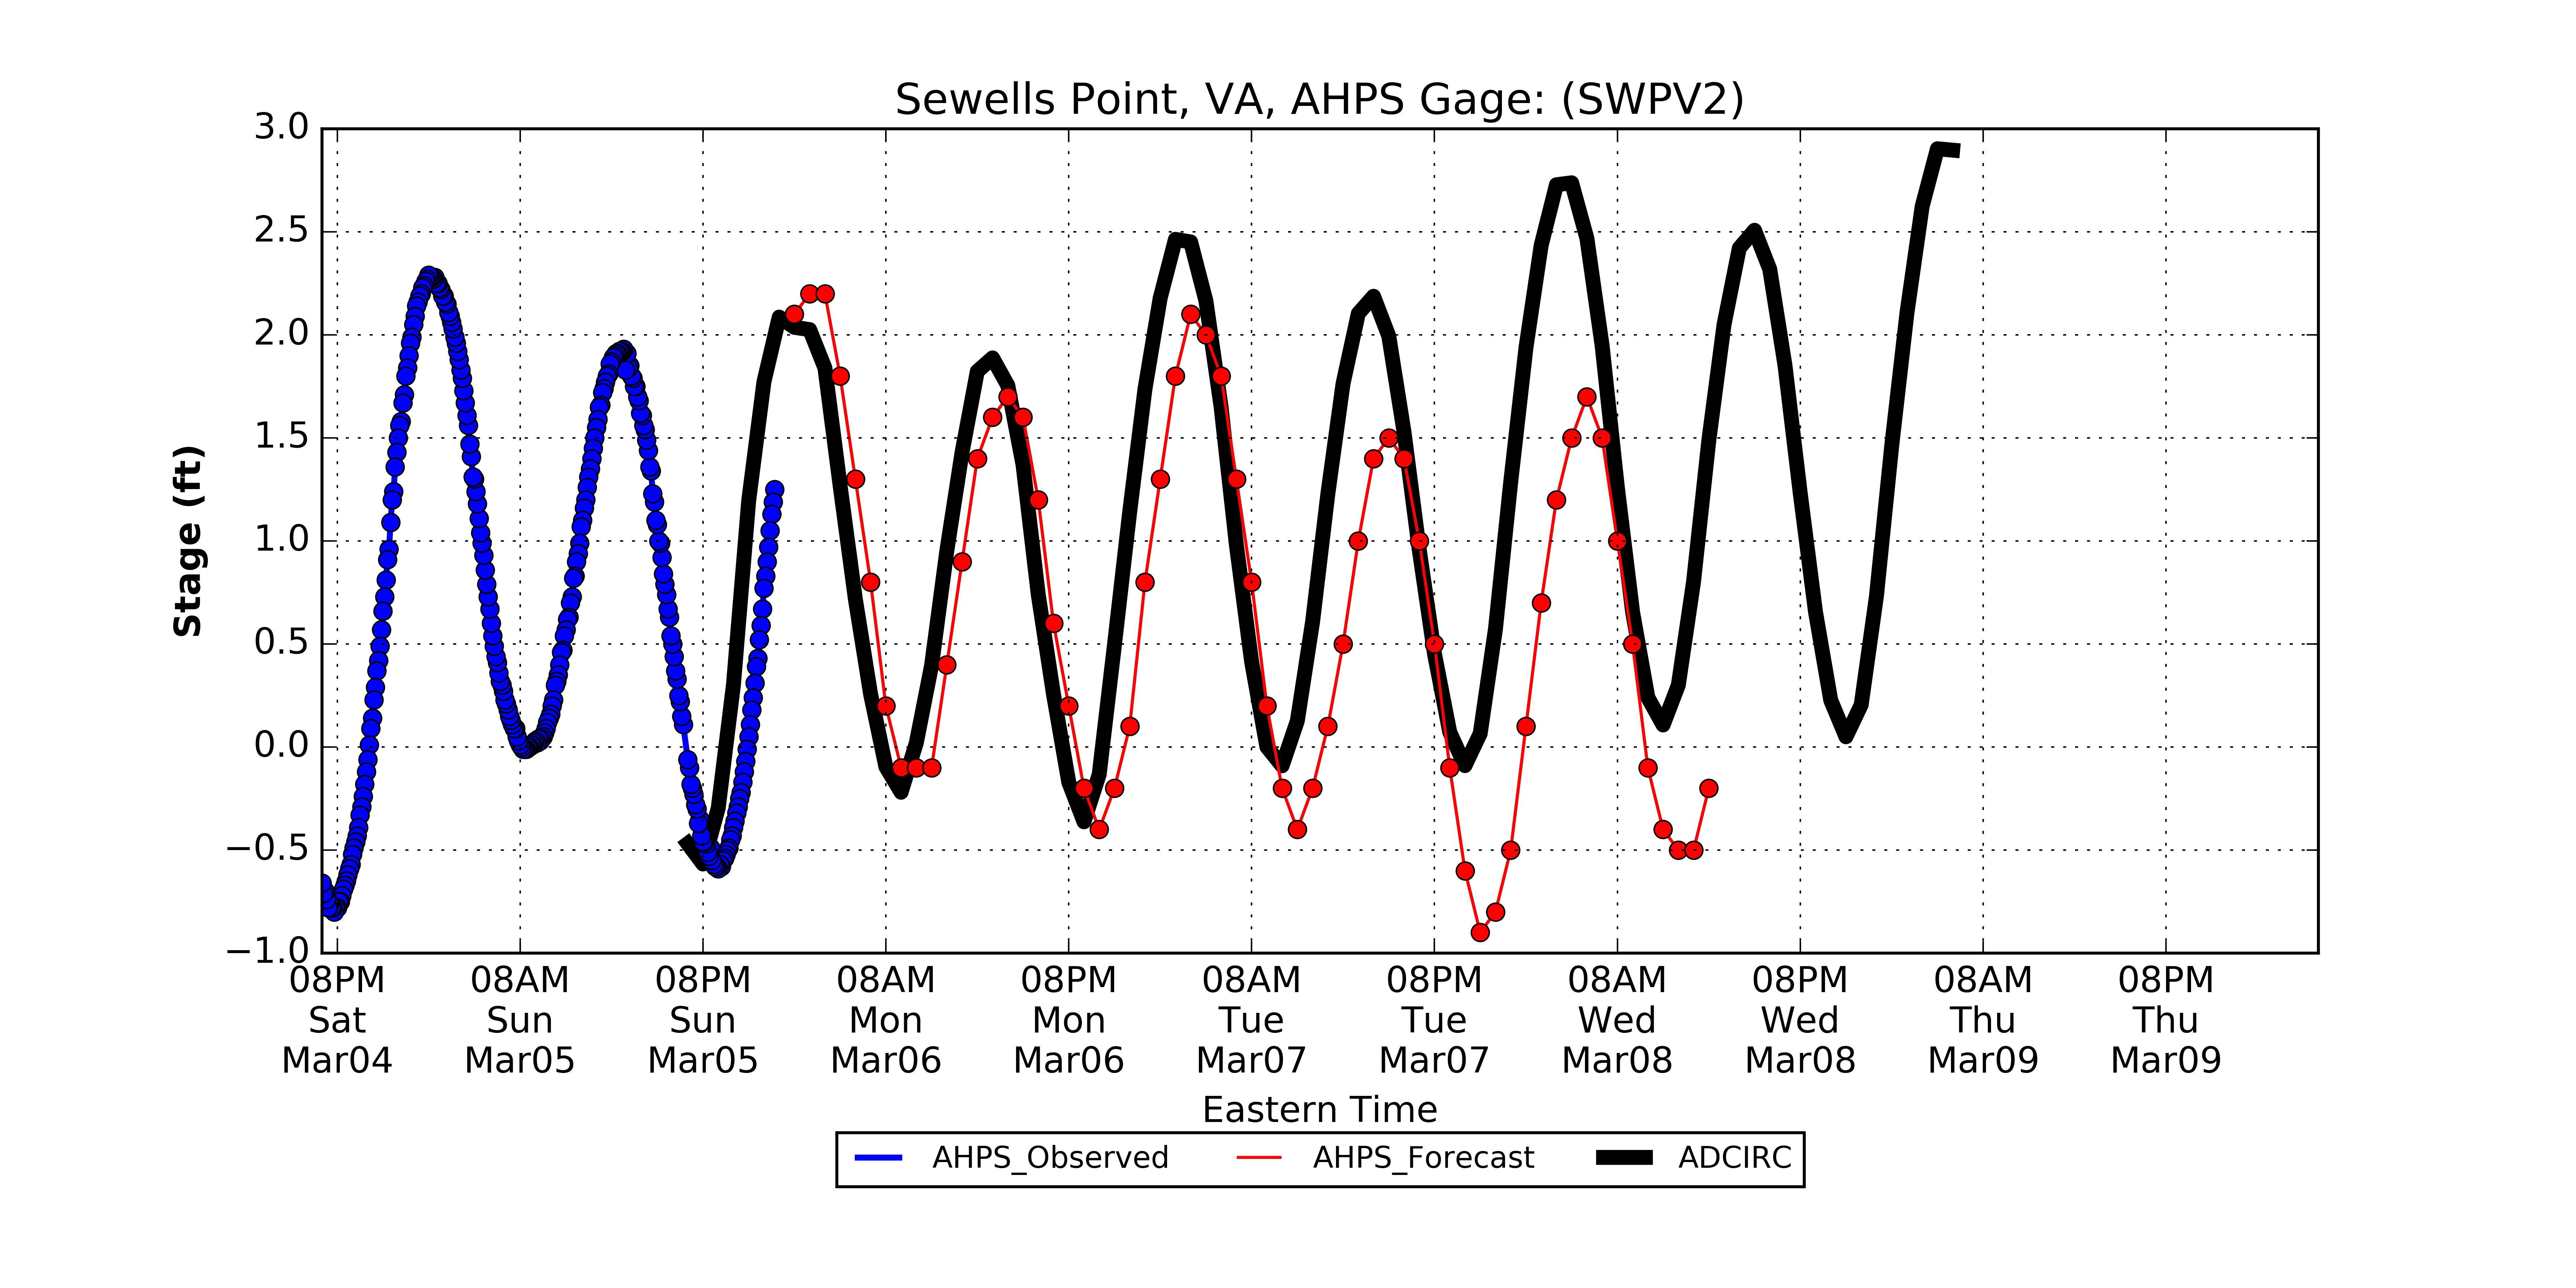 Sewells Point, VA, AHPS Gage: (SWPV2)
Stage (ft)
3.0
2.5
2.0
1.5
1.0
0.5
0.0
−0.5
−1.0
08PM 08AM 08PM 08AM 08PM 08AM 08PM 08AM 08PM 08AM 08PM
Sat Sun Sun Mon Mon Tue Tue Wed Wed Thu Thu
Mar04 Mar05 Mar05 Mar06 Mar06 Mar07 Mar07 Mar08 Mar08 Mar09 Mar09
Eastern Time
AHPS_Observed AHPS_Forecast ADCIRC